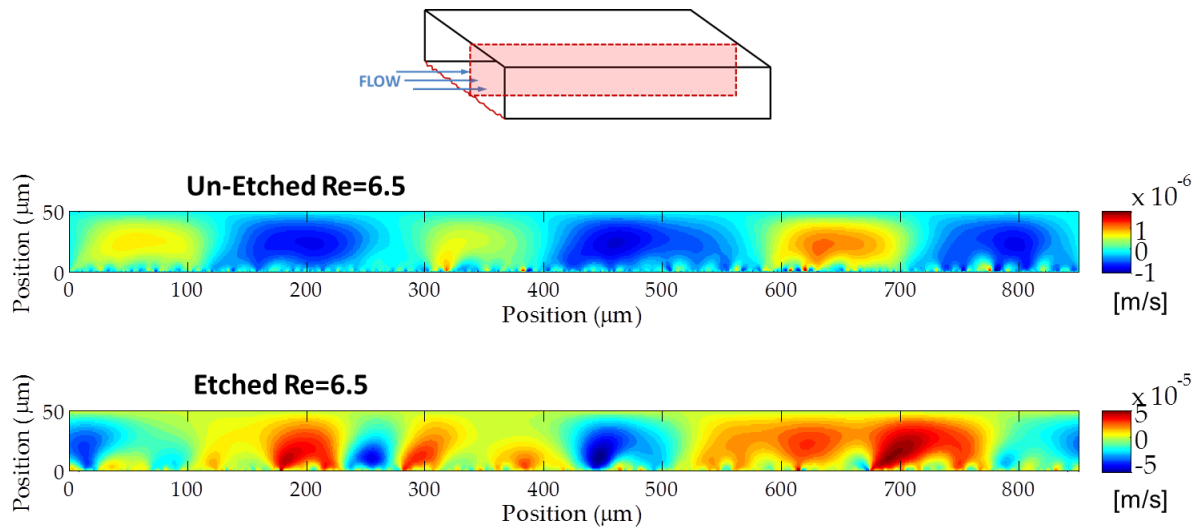 FLOW
Un-Etched Re=6.5
Position (μm)
50
0
0 100 200 300 400 500 600 700 800
Position (μm)
x 10-6
1
0
-1
[m/s]
Etched Re=6.5
Position (μm)
50
0
0 100 200 300 400 500 600 700 800
Position (μm)
x 10-5
5
0
-5
[m/s]